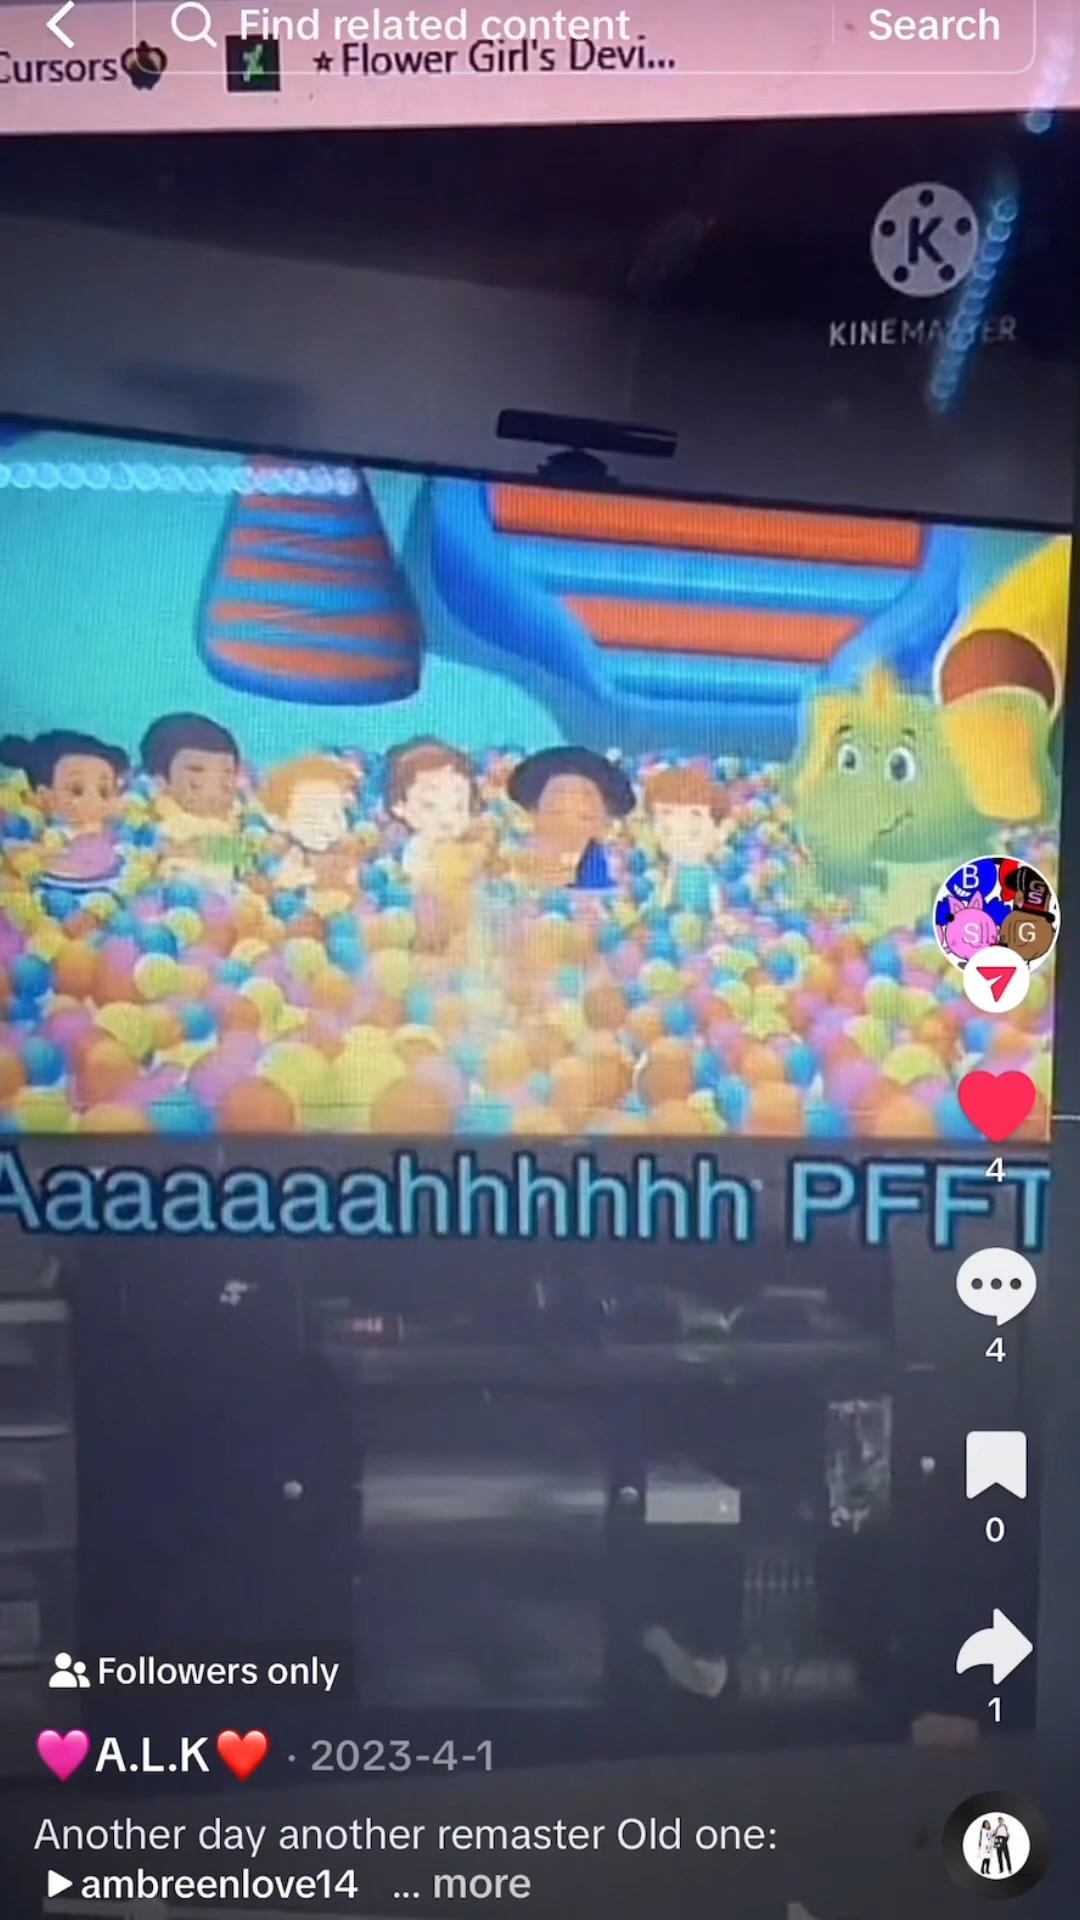 Find related content
Search
Cursors
★Flower Girl's Devi...
K
KINEMASTER
B
GS
S
G
Aaaaaaahhhhhh PFFT
4
4
0
1
Followers only
💗A.L.K❤️ · 2023-4-1
Another day another remaster Old one:
▶ambreenlove14 ... more